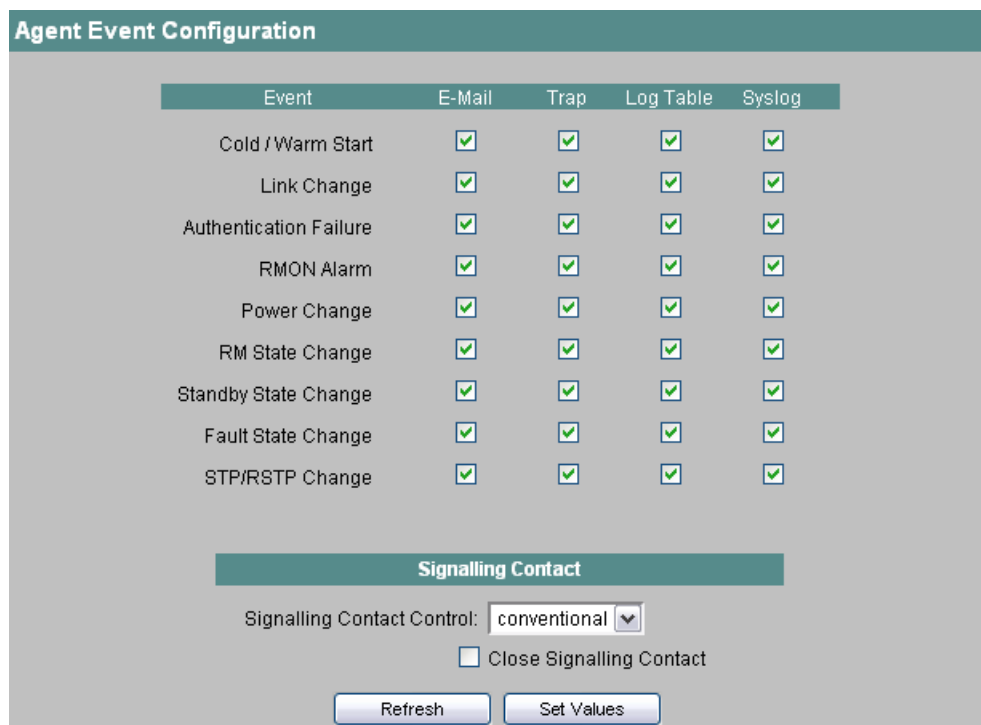 Agent Event Configuration
Event E-Mail Trap Log Table Syslog
Cold / Warm Start
Link Change
Authentication Failure
RMON Alarm
Power Change
RM State Change
Standby State Change
Fault State Change
STP/RSTP Change
Signalling Contact
Signalling Contact Control: conventional
Close Signalling Contact
Refresh Set Values